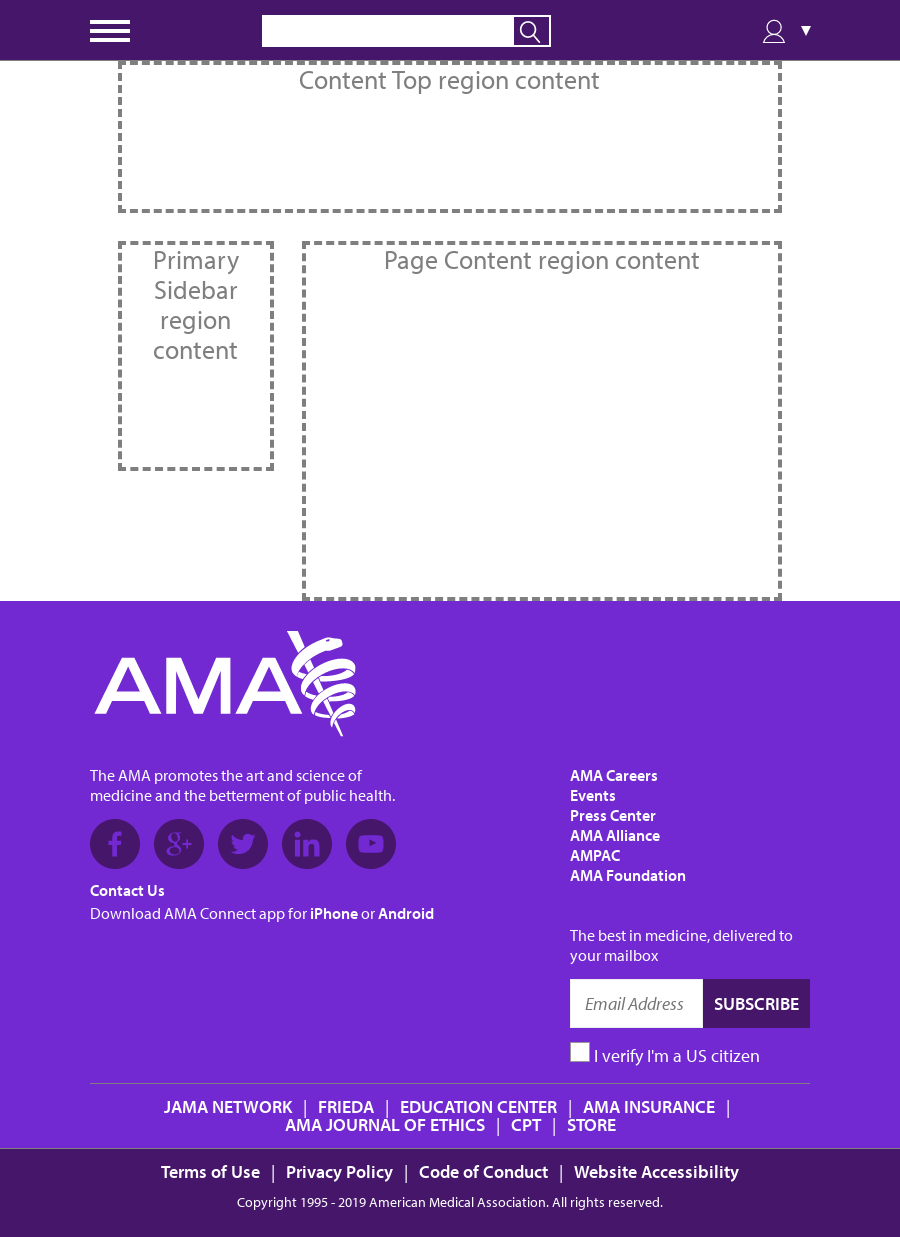 Content Top region content
Primary
Sidebar
region
content
Page Content region content
AMA
The AMA promotes the art and science of
medicine and the betterment of public health.
Contact Us
Download AMA Connect app for iPhone or Android
AMA Careers
Events
Press Center
AMA Alliance
AMPAC
AMA Foundation
The best in medicine, delivered to
your mailbox
Email Address SUBSCRIBE
I verify I'm a US citizen
JAMA NETWORK | FRIEDA | EDUCATION CENTER | AMA INSURANCE |
AMA JOURNAL OF ETHICS | CPT | STORE
Terms of Use | Privacy Policy | Code of Conduct | Website Accessibility
Copyright 1995 - 2019 American Medical Association. All rights reserved.